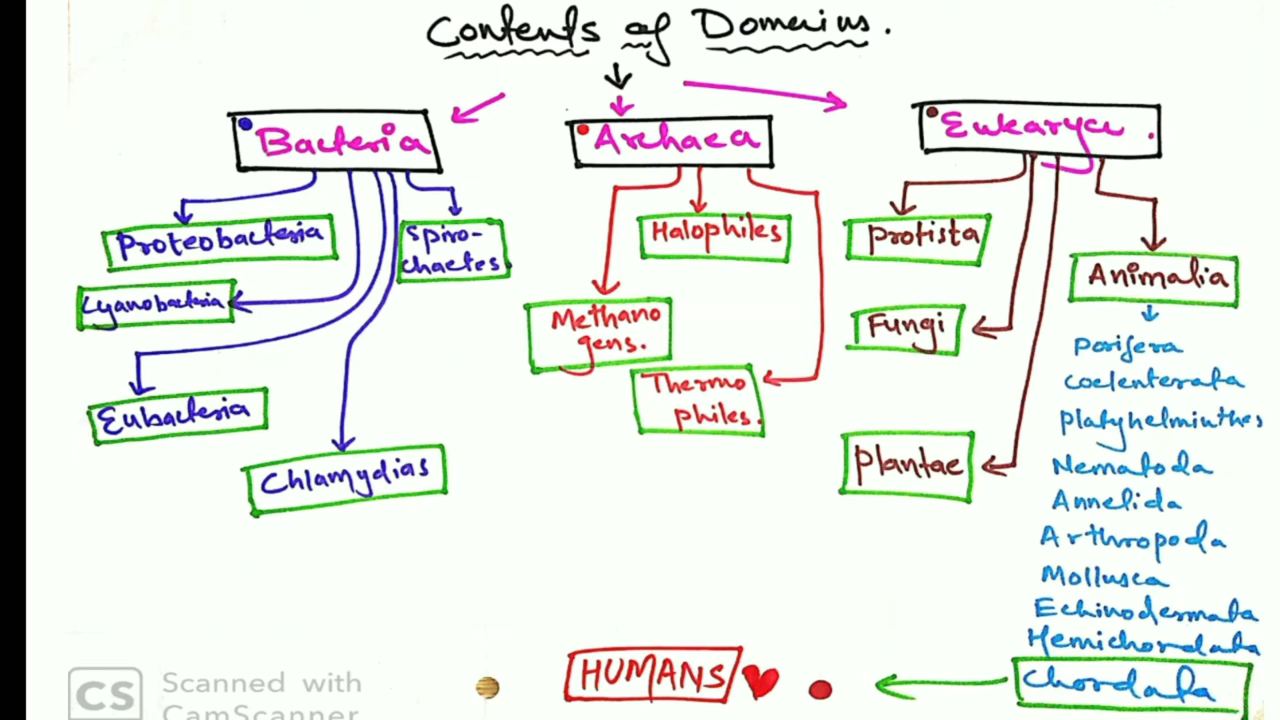 Contents of Domains.
Bacteria
Archaea
Eukarya.
Proteobacteria
Spiro-
chaetes.
Cyanobacteria
Eubacteria
Chlamydias
Halophiles
Methano
gens.
Thermo
philes.
Protista
Fungi
Plantae
Animalia
Porifera
Coelenterata
Platyhelminthes
Nematoda
Annelida
Arthropoda
Mollusca
Echinodermata
Hemichordata
Chordata
HUMANS
CS Scanned with
CamScanner